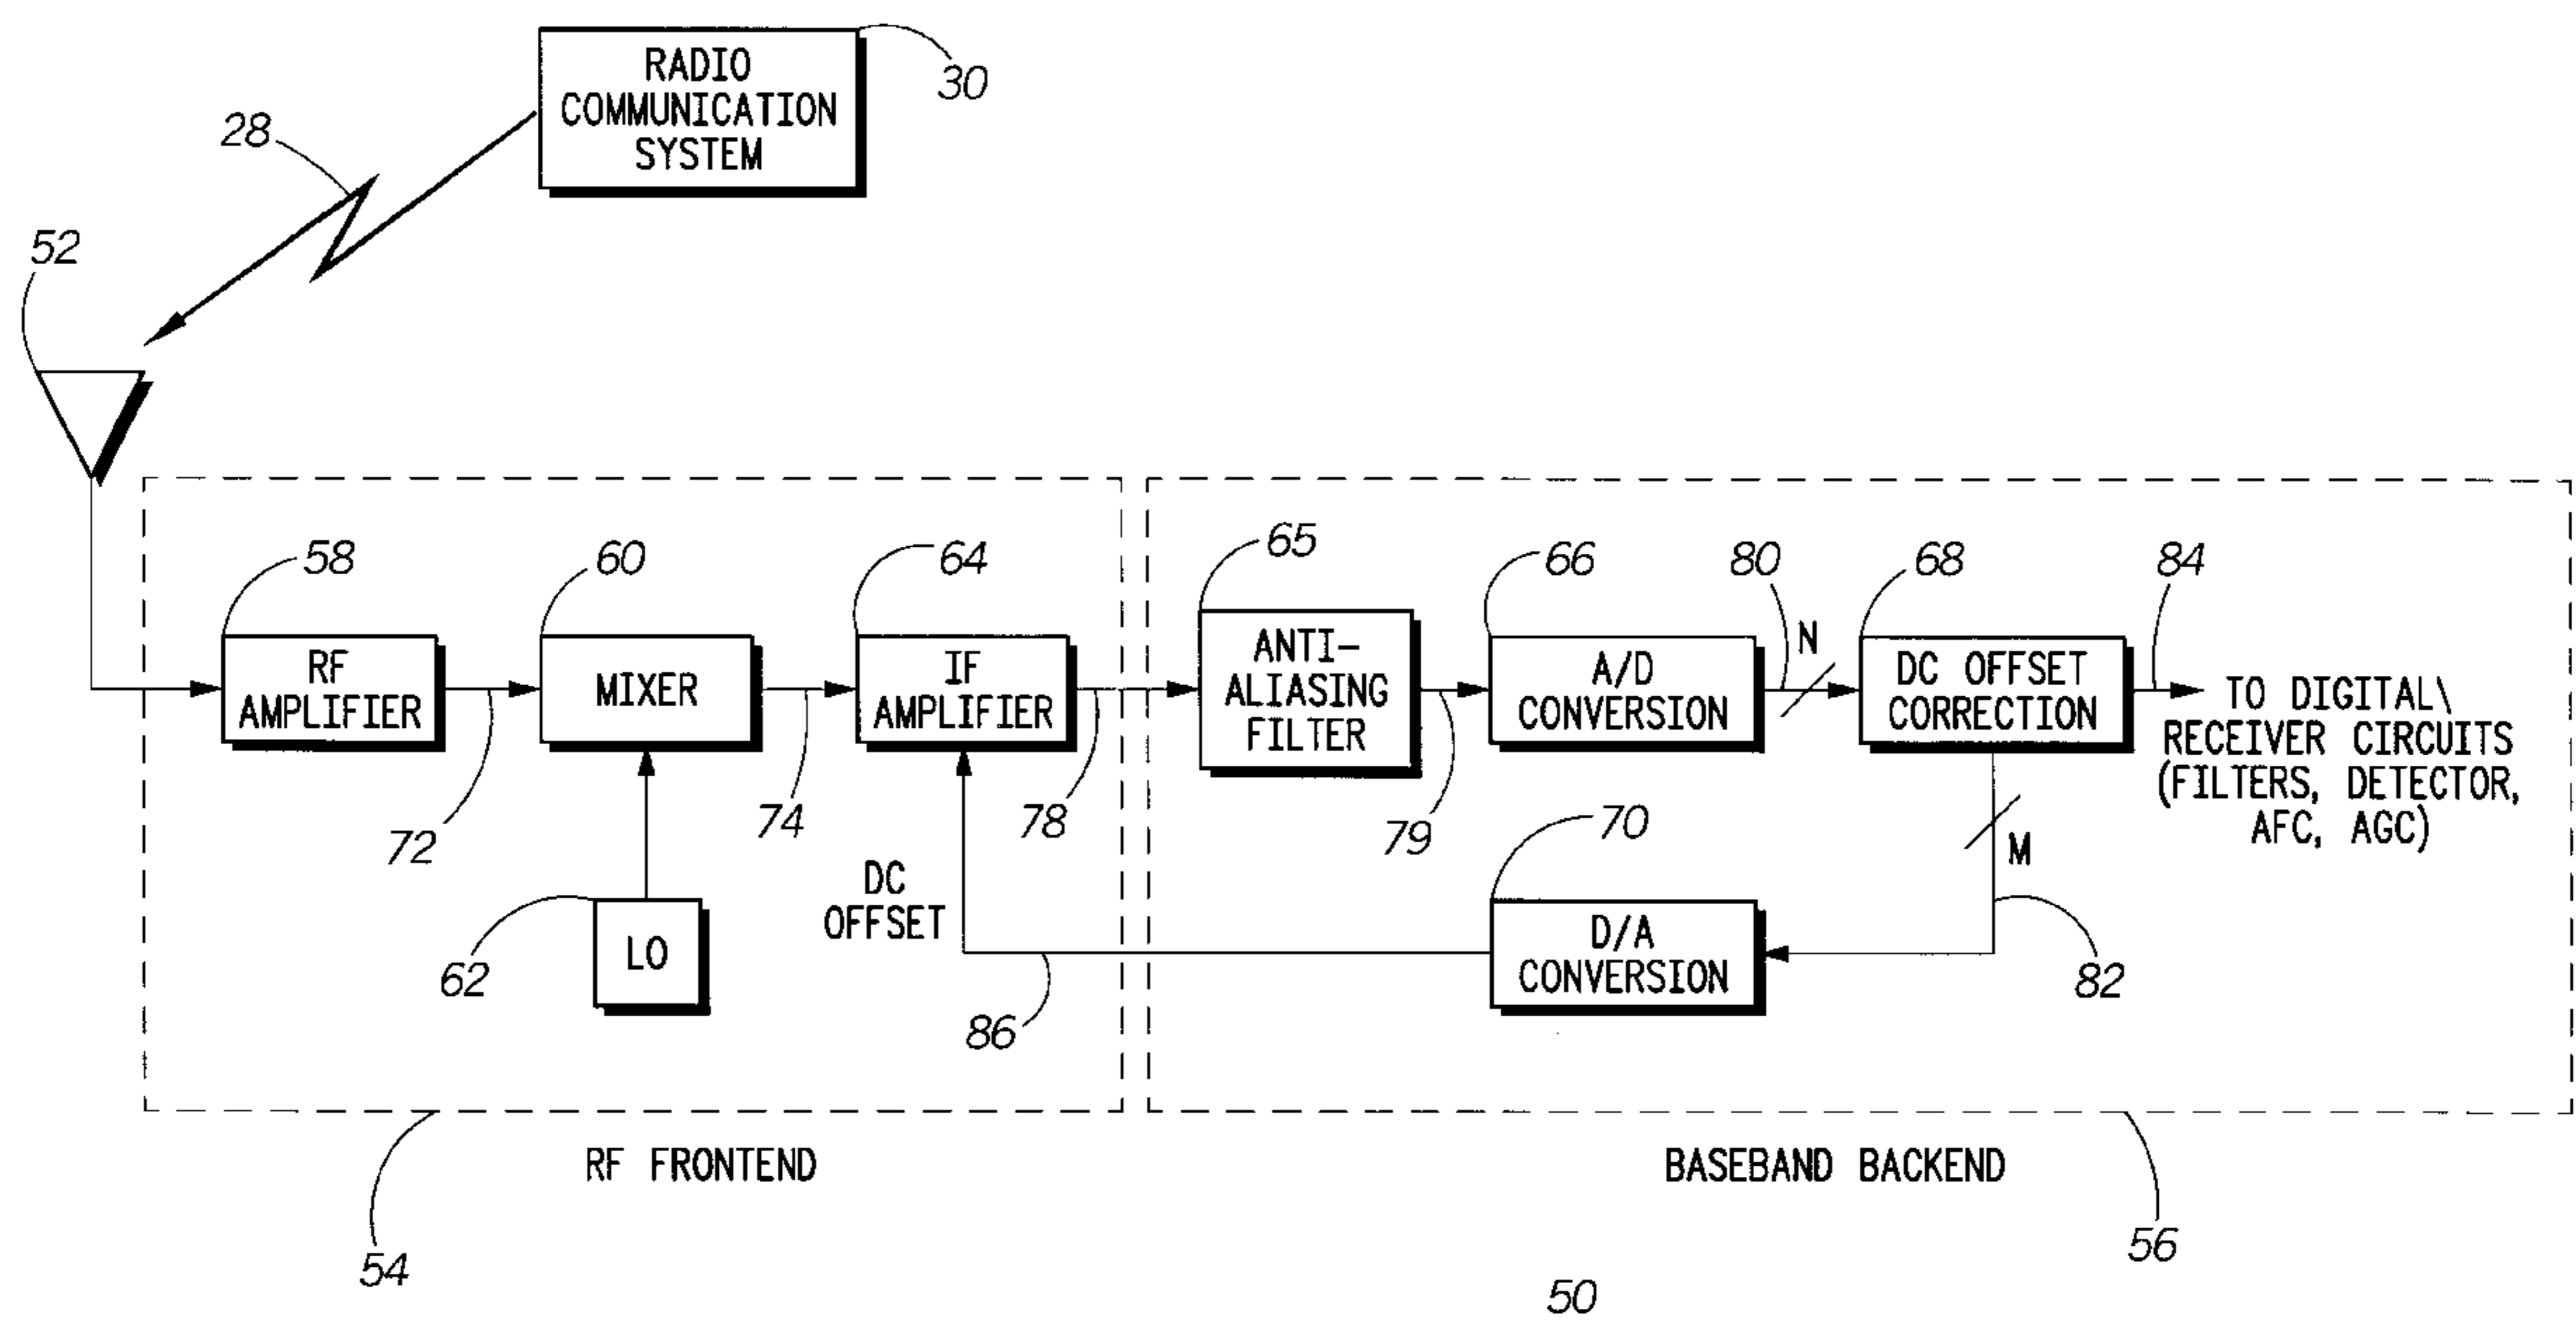 RADIO
COMMUNICATION
SYSTEM
30
28
52
58
60
64
65
66
80
68
84
N
RF
AMPLIFIER
MIXER
IF
AMPLIFIER
ANTI-
ALIASING
FILTER
A/D
CONVERSION
DC OFFSET
CORRECTION
TO DIGITAL\
RECEIVER CIRCUITS
(FILTERS, DETECTOR,
AFC, AGC)
72
74
78
79
70
M
DC
OFFSET
62
LO
D/A
CONVERSION
82
86
RF FRONTEND
BASEBAND BACKEND
54
56
50